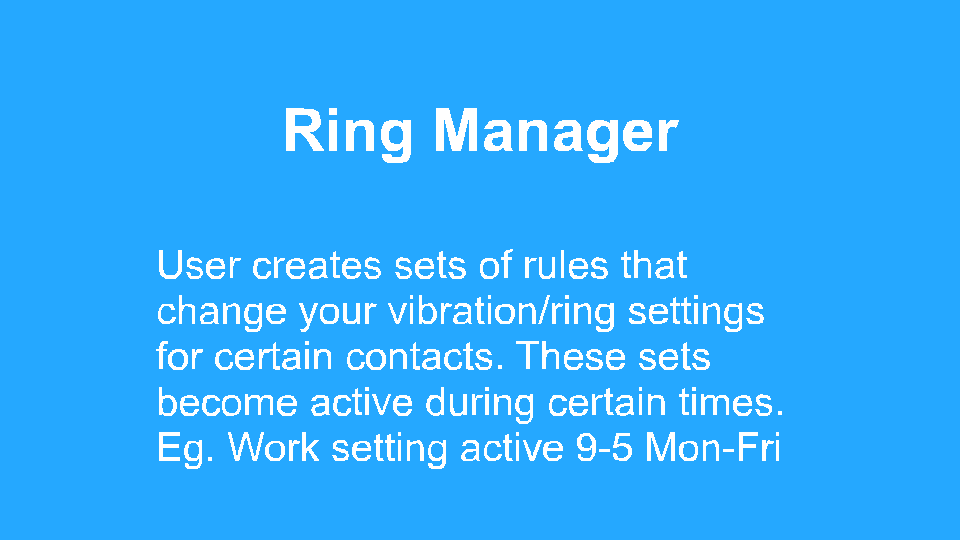 Ring Manager
User creates sets of rules that
change your vibration/ring settings
for certain contacts. These sets
become active during certain times.
Eg. Work setting active 9-5 Mon-Fri